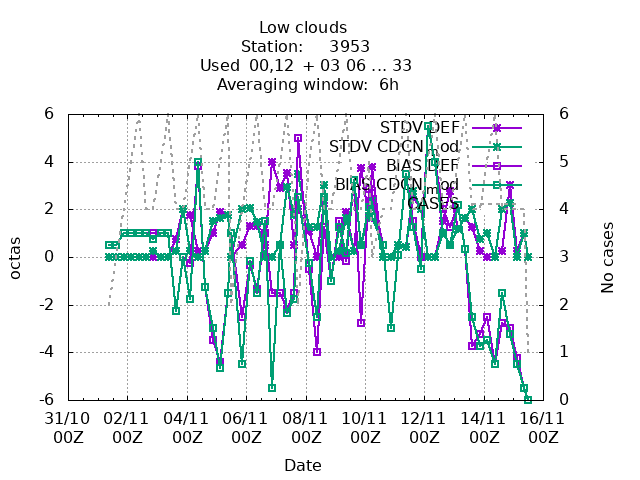 Low clouds
Station: 3953
Used 00,12 + 03 06 ... 33
Averaging window: 6h
6 6
STDV DEF
STDV CDCN_mod
4 5
BIAS DEF
BIAS CDCN_mod
CASES
2 4
0 3
-2 2
-4 1
-6 0
octas
No cases
31/10 02/11 04/11 06/11 08/11 10/11 12/11 14/11 16/11
00Z 00Z 00Z 00Z 00Z 00Z 00Z 00Z 00Z
Date